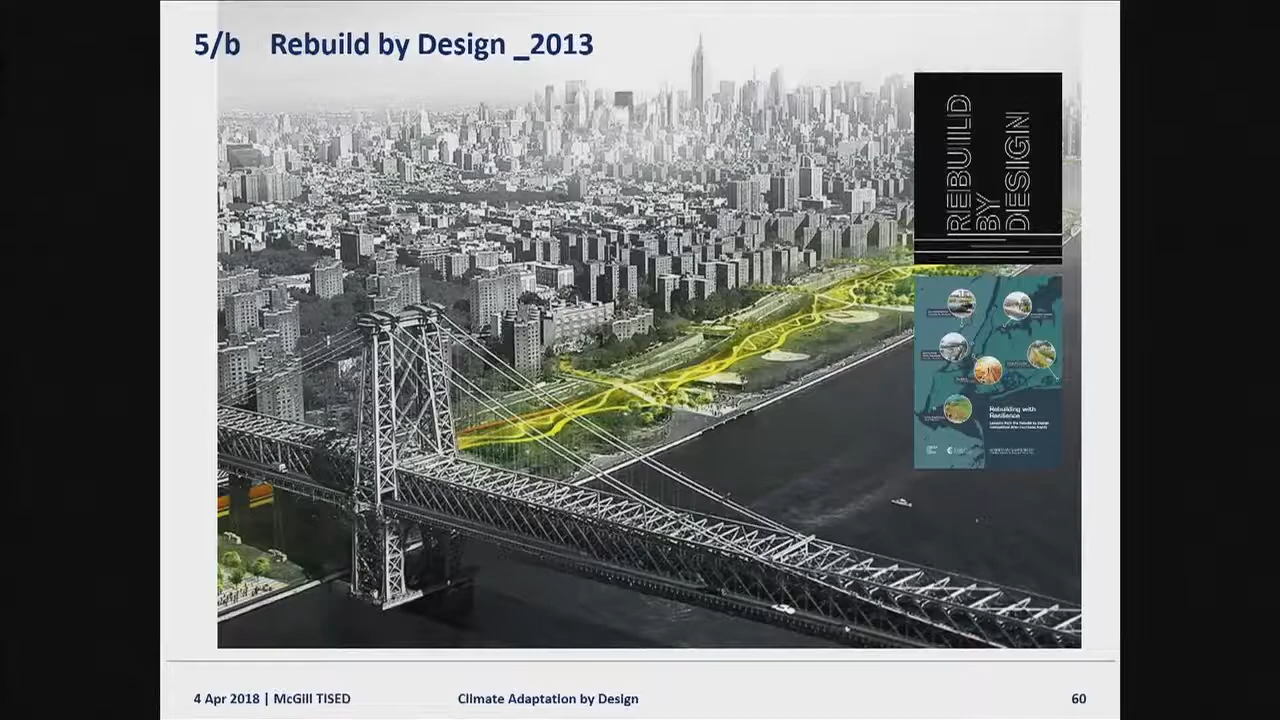 5/b Rebuild by Design _2013
REBUILD
BY
DESIGN
Rebuilding with
Resilience
4 Apr 2018 | McGill TISED
Climate Adaptation by Design
60